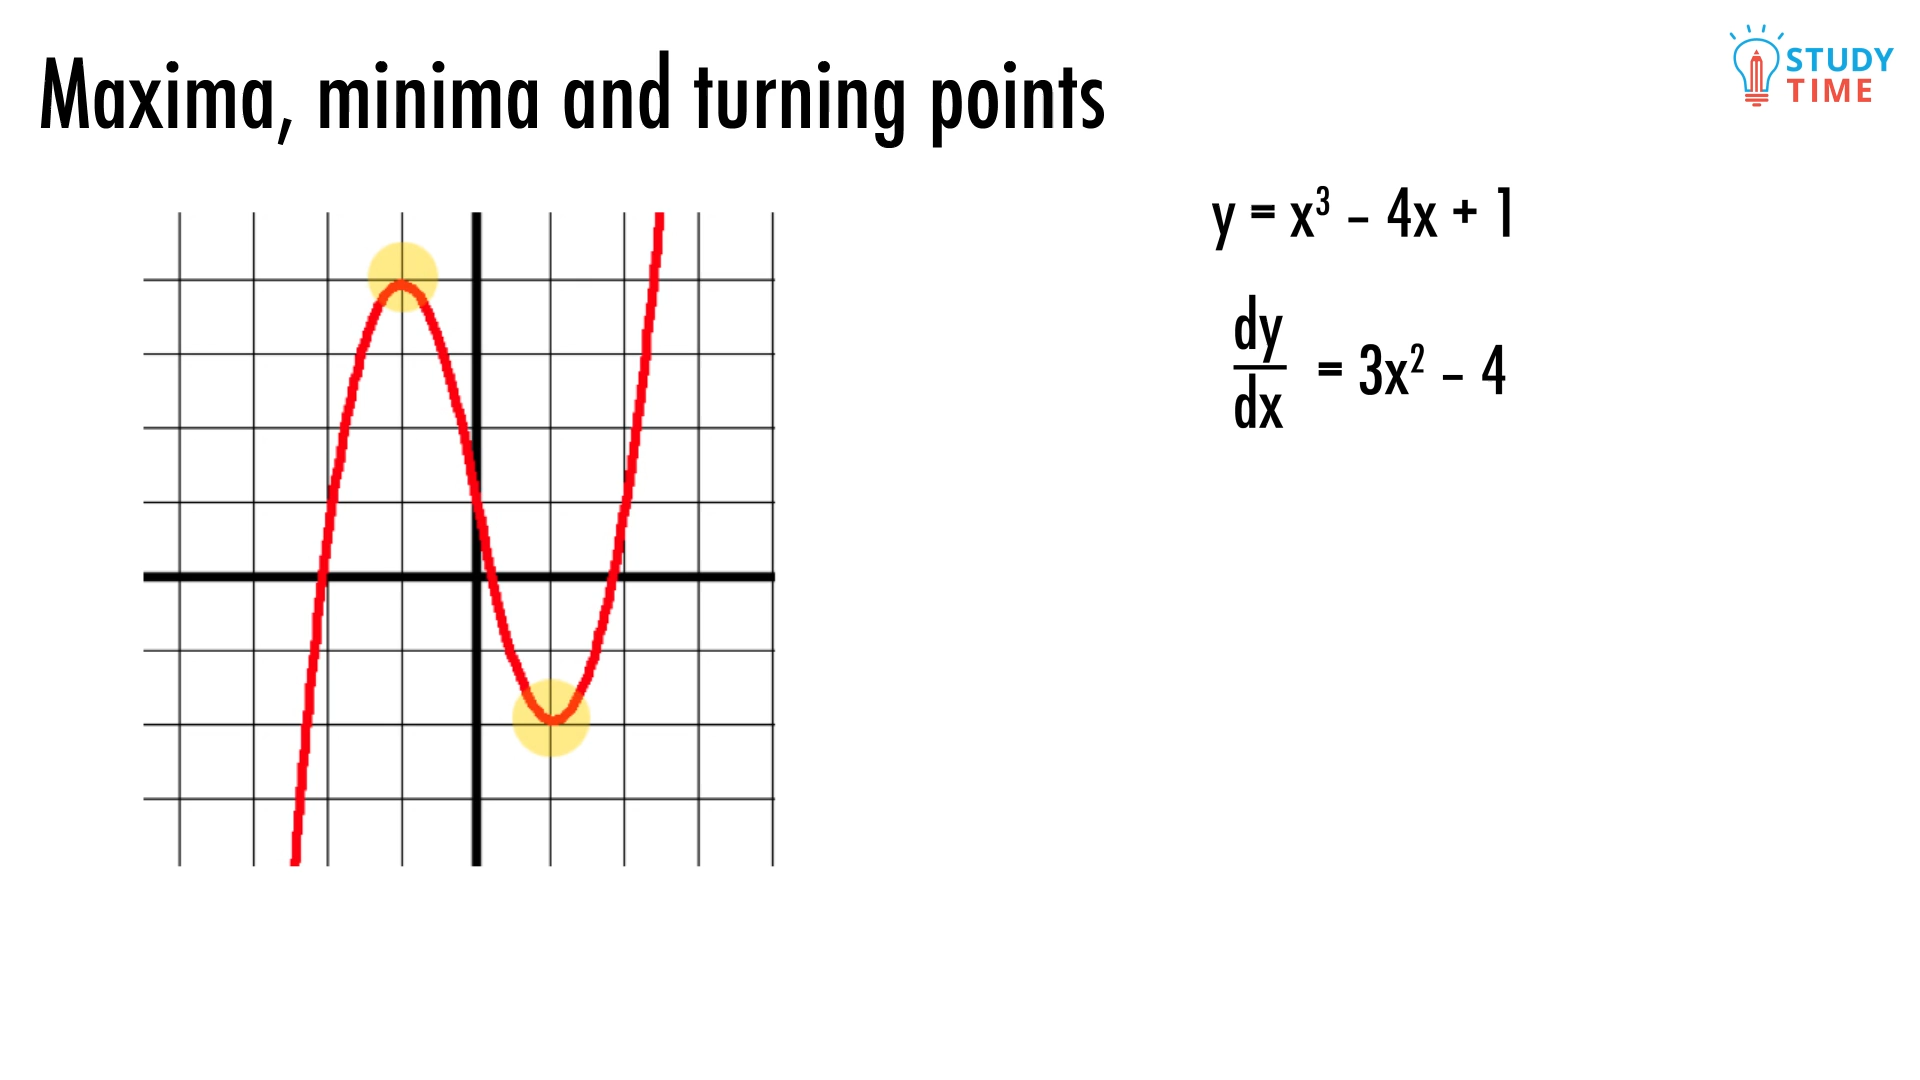 Maxima, minima and turning points
STUDY
TIME
y = x³ – 4x + 1
dy
dx
= 3x² – 4